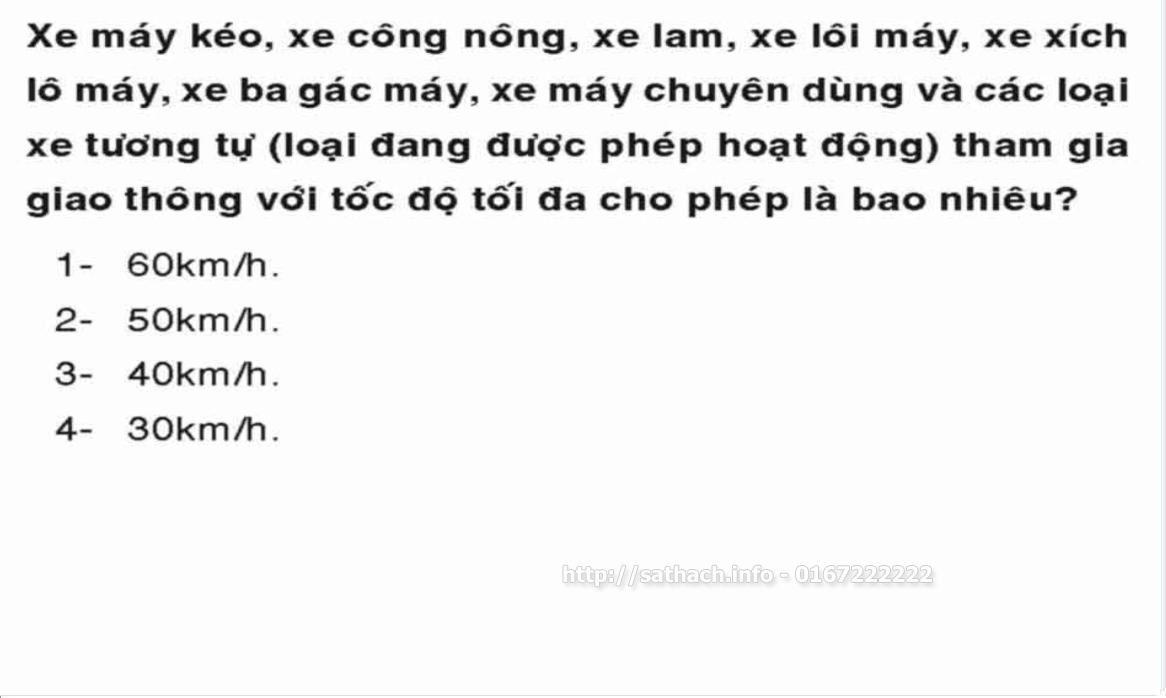 Xe máy kéo, xe công nông, xe lam, xe lôi máy, xe xích
lô máy, xe ba gác máy, xe máy chuyên dùng và các loại
xe tương tự (loại đang được phép hoạt động) tham gia
giao thông với tốc độ tối đa cho phép là bao nhiêu?
1- 60km/h.
2- 50km/h.
3- 40km/h.
4- 30km/h.
http://sathach.info - 0167222222